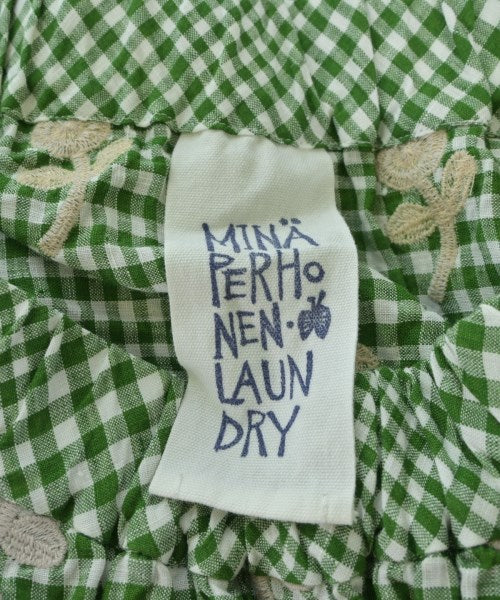 MINÄ
PERHO
NEN·
LAUN
DRY